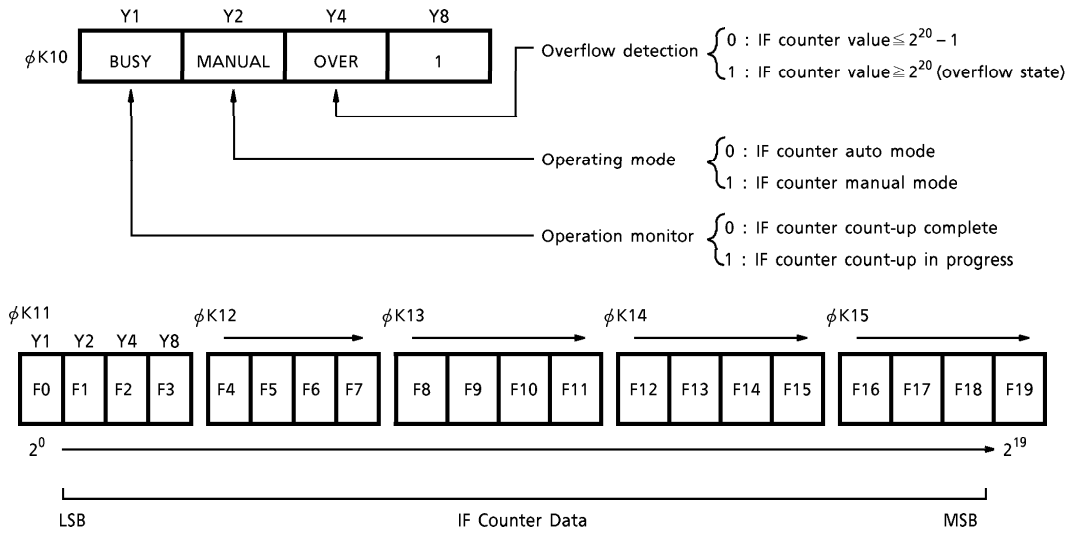 Y1 Y2 Y4 Y8
ϕK10 BUSY MANUAL OVER 1
Overflow detection
0 : IF counter value ≦ 2^20 – 1
1 : IF counter value ≧ 2^20 (overflow state)
Operating mode
0 : IF counter auto mode
1 : IF counter manual mode
Operation monitor
0 : IF counter count-up complete
1 : IF counter count-up in progress
ϕK11 ϕK12 ϕK13 ϕK14 ϕK15
Y1 Y2 Y4 Y8
F0 F1 F2 F3 F4 F5 F6 F7 F8 F9 F10 F11 F12 F13 F14 F15 F16 F17 F18 F19
2^0 2^19
LSB IF Counter Data MSB